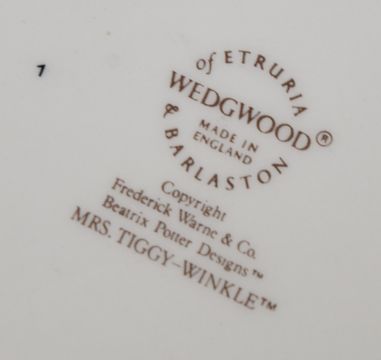 7
of ETRURIA
WEDGWOOD®
MADE IN
ENGLAND
& BARLASTON
Copyright
Frederick Warne & Co.
Beatrix Potter Designs™
MRS. TIGGY-WINKLE™